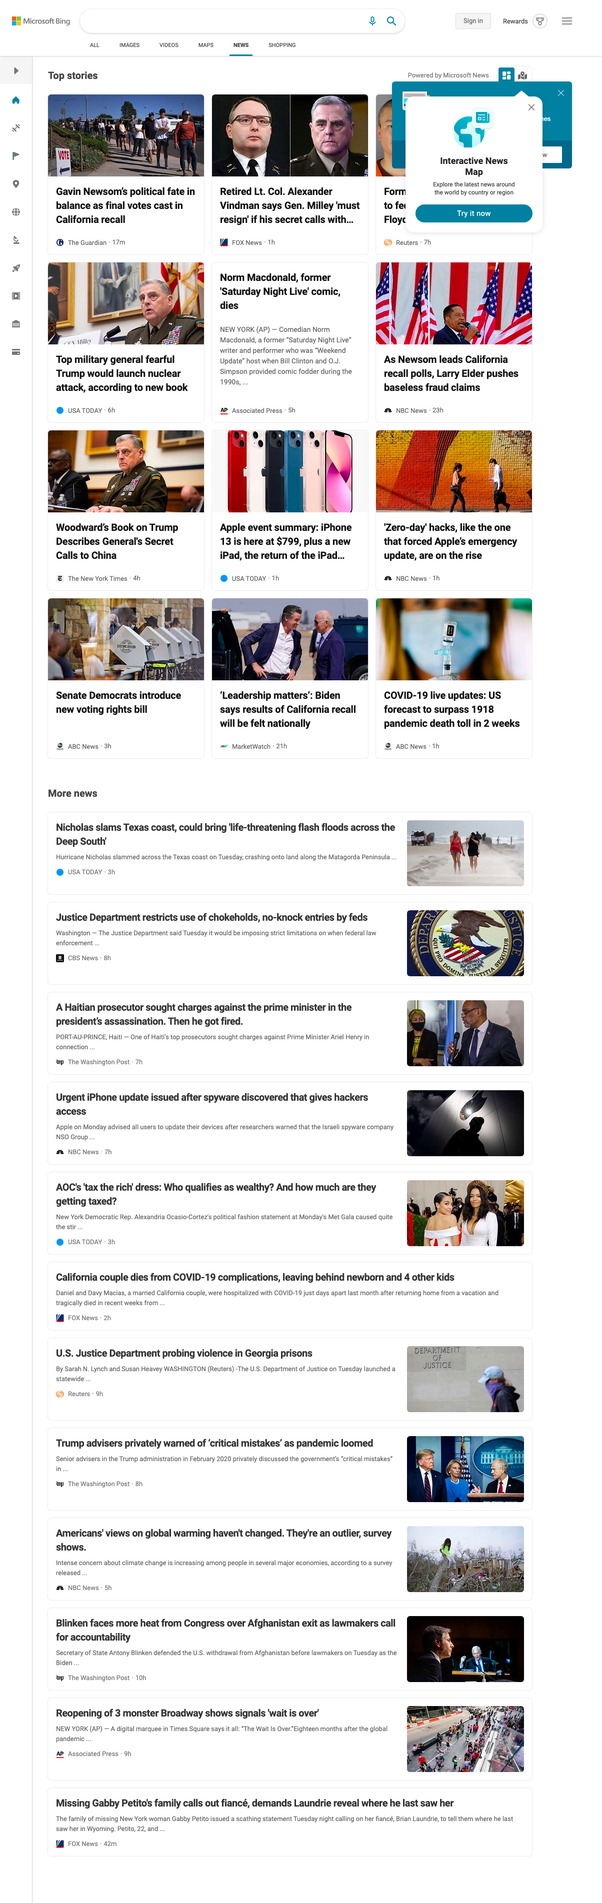 Microsoft Bing
Sign in
Rewards
ALL IMAGES VIDEOS MAPS NEWS SHOPPING
Top stories
Powered by Microsoft News
Interactive News
Map
Explore the latest news around
the world by country or region
Try it now
VOTE
Gavin Newsom's political fate in
balance as final votes cast in
California recall
The Guardian · 17m
Retired Lt. Col. Alexander
Vindman says Gen. Milley 'must
resign' if his secret calls with...
FOX News · 1h
Form
to fe
Floyd
Reuters · 7h
Top military general fearful
Trump would launch nuclear
attack, according to new book
USA TODAY · 6h
Norm Macdonald, former
'Saturday Night Live' comic,
dies
NEW YORK (AP) — Comedian Norm
Macdonald, a former "Saturday Night Live"
writer and performer who was "Weekend
Update" host when Bill Clinton and O.J.
Simpson provided comic fodder during the
1990s, ...
AP Associated Press · 5h
As Newsom leads California
recall polls, Larry Elder pushes
baseless fraud claims
NBC News · 23h
Woodward's Book on Trump
Describes General's Secret
Calls to China
The New York Times · 4h
Apple event summary: iPhone
13 is here at $799, plus a new
iPad, the return of the iPad...
USA TODAY · 1h
'Zero-day' hacks, like the one
that forced Apple's emergency
update, are on the rise
NBC News · 1h
Senate Democrats introduce
new voting rights bill
ABC News · 3h
'Leadership matters': Biden
says results of California recall
will be felt nationally
MarketWatch · 21h
COVID-19 live updates: US
forecast to surpass 1918
pandemic death toll in 2 weeks
ABC News · 1h
More news
Nicholas slams Texas coast, could bring 'life-threatening flash floods across the
Deep South'
Hurricane Nicholas slammed across the Texas coast on Tuesday, crashing onto land along the Matagorda Peninsula ...
USA TODAY · 3h
Justice Department restricts use of chokeholds, no-knock entries by feds
Washington — The Justice Department said Tuesday it would be imposing strict limitations on when federal law
enforcement ...
CBS News · 8h
A Haitian prosecutor sought charges against the prime minister in the
president's assassination. Then he got fired.
PORT-AU-PRINCE, Haiti — One of Haiti's top prosecutors sought charges against Prime Minister Ariel Henry in
connection ...
wp The Washington Post · 7h
Urgent iPhone update issued after spyware discovered that gives hackers
access
Apple on Monday advised all users to update their devices after researchers warned that the Israeli spyware company
NSO Group ...
NBC News · 7h
AOC's 'tax the rich' dress: Who qualifies as wealthy? And how much are they
getting taxed?
New York Democratic Rep. Alexandria Ocasio-Cortez's political fashion statement at Monday's Met Gala caused quite
the stir ...
USA TODAY · 3h
California couple dies from COVID-19 complications, leaving behind newborn and 4 other kids
Daniel and Davy Macias, a married California couple, were hospitalized with COVID-19 just days apart last month after returning home from a vacation and
tragically died in recent weeks from ...
FOX News · 2h
U.S. Justice Department probing violence in Georgia prisons
By Sarah N. Lynch and Susan Heavey WASHINGTON (Reuters) -The U.S. Department of Justice on Tuesday launched a
statewide ...
Reuters · 9h
DEPARTMENT
OF
JUSTICE
Trump advisers privately warned of 'critical mistakes' as pandemic loomed
Senior advisers in the Trump administration in February 2020 privately discussed the government's "critical mistakes"
in ...
wp The Washington Post · 8h
Americans' views on global warming haven't changed. They're an outlier, survey
shows.
Intense concern about climate change is increasing among people in several major economies, according to a survey
released ...
NBC News · 5h
Blinken faces more heat from Congress over Afghanistan exit as lawmakers call
for accountability
Secretary of State Antony Blinken defended the U.S. withdrawal from Afghanistan before lawmakers on Tuesday as the
Biden ...
wp The Washington Post · 10h
Reopening of 3 monster Broadway shows signals 'wait is over'
NEW YORK (AP) — A digital marquee in Times Square says it all: "The Wait Is Over."Eighteen months after the global
pandemic ...
AP Associated Press · 9h
Missing Gabby Petito's family calls out fiancé, demands Laundrie reveal where he last saw her
The family of missing New York woman Gabby Petito issued a scathing statement Tuesday night calling on her fiancé, Brian Laundrie, to tell them where he last
saw her in Wyoming. Petito, 22, and ...
FOX News · 42m